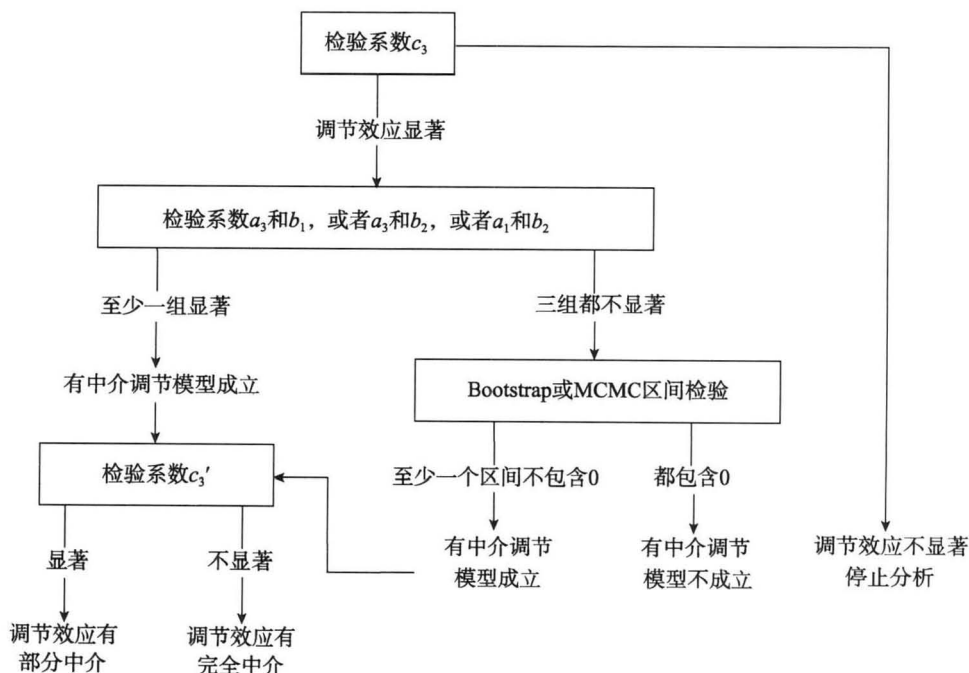 检验系数c₃
调节效应显著
检验系数a₃和b₁，或者a₃和b₂，或者a₁和b₂
至少一组显著
三组都不显著
有中介调节模型成立
Bootstrap或MCMC区间检验
检验系数c₃′
至少一个区间不包含0
都包含0
显著
不显著
有中介调节
模型成立
有中介调节
模型不成立
调节效应不显著
停止分析
调节效应有
部分中介
调节效应有
完全中介